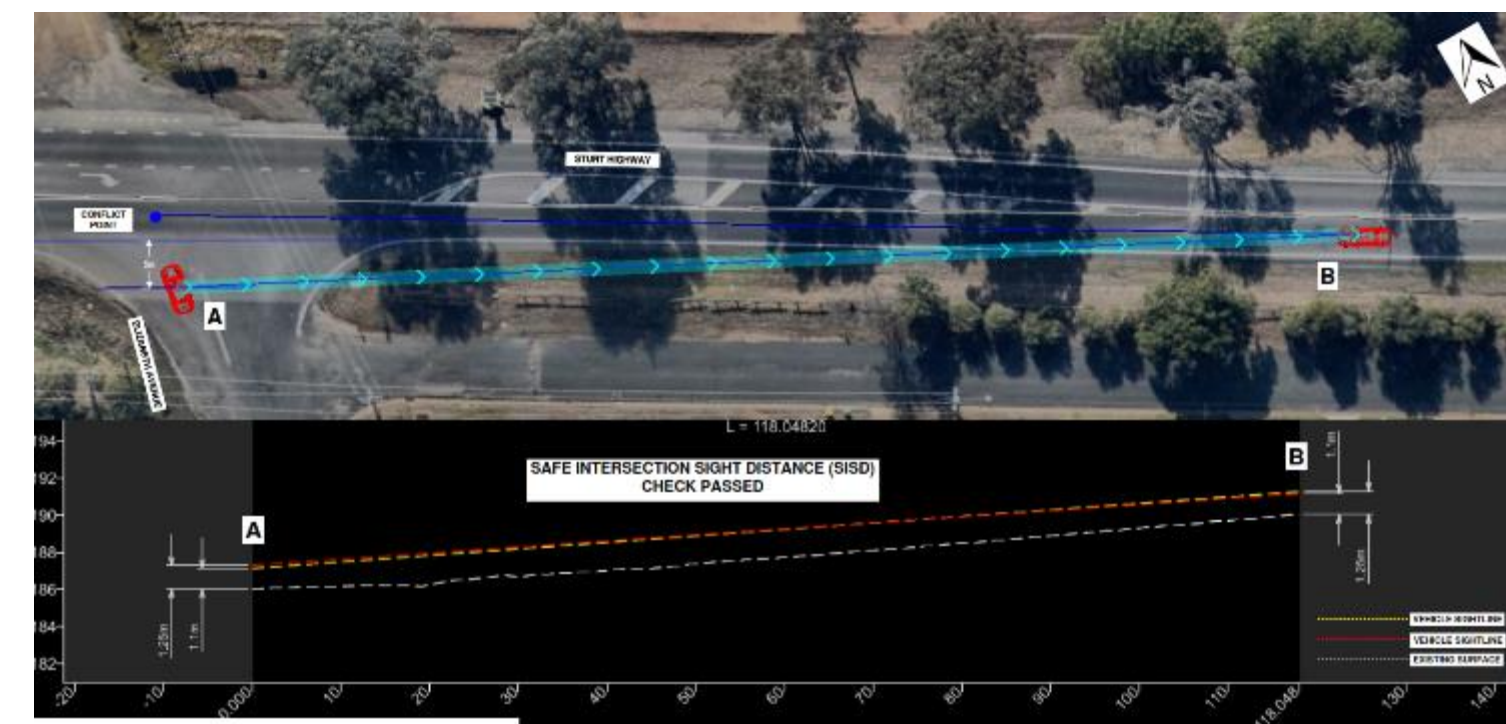 N
STURT HIGHWAY
CONFLICT
POINT
A
B
L = 118.04820
SAFE INTERSECTION SIGHT DISTANCE (SISD)
CHECK PASSED
A
B
194
192
190
188
186
184
182
1.25m
1.1m
1.1m
1.25m
VEHICLE SIGHTLINE
VEHICLE SIGHTLINE
EXISTING SURFACE
-20
-10
0.000
10
20
30
40
50
60
70
80
90
100
110
118.048
130
140